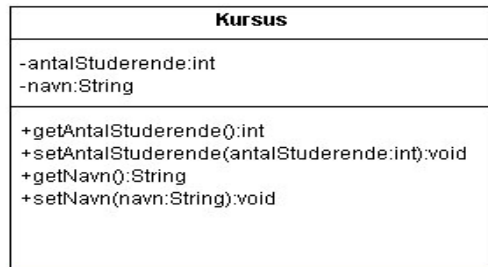 Kursus
-antalStuderende:int
-navn:String
+getAntalStuderende():int
+setAntalStuderende(antalStuderende:int):void
+getNavn():String
+setNavn(navn:String):void